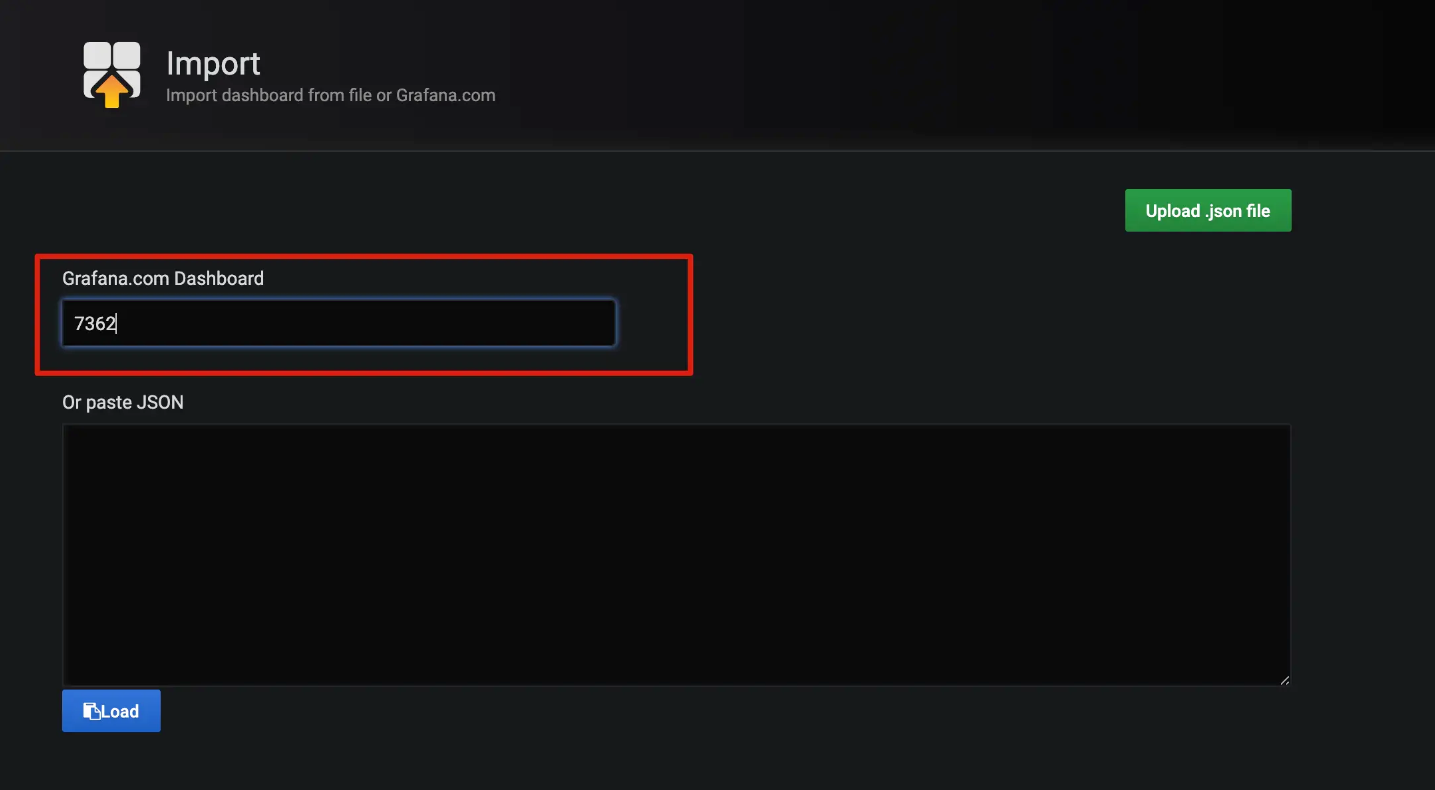 Import
Import dashboard from file or Grafana.com
Upload .json file
Grafana.com Dashboard
7362
Or paste JSON
Load